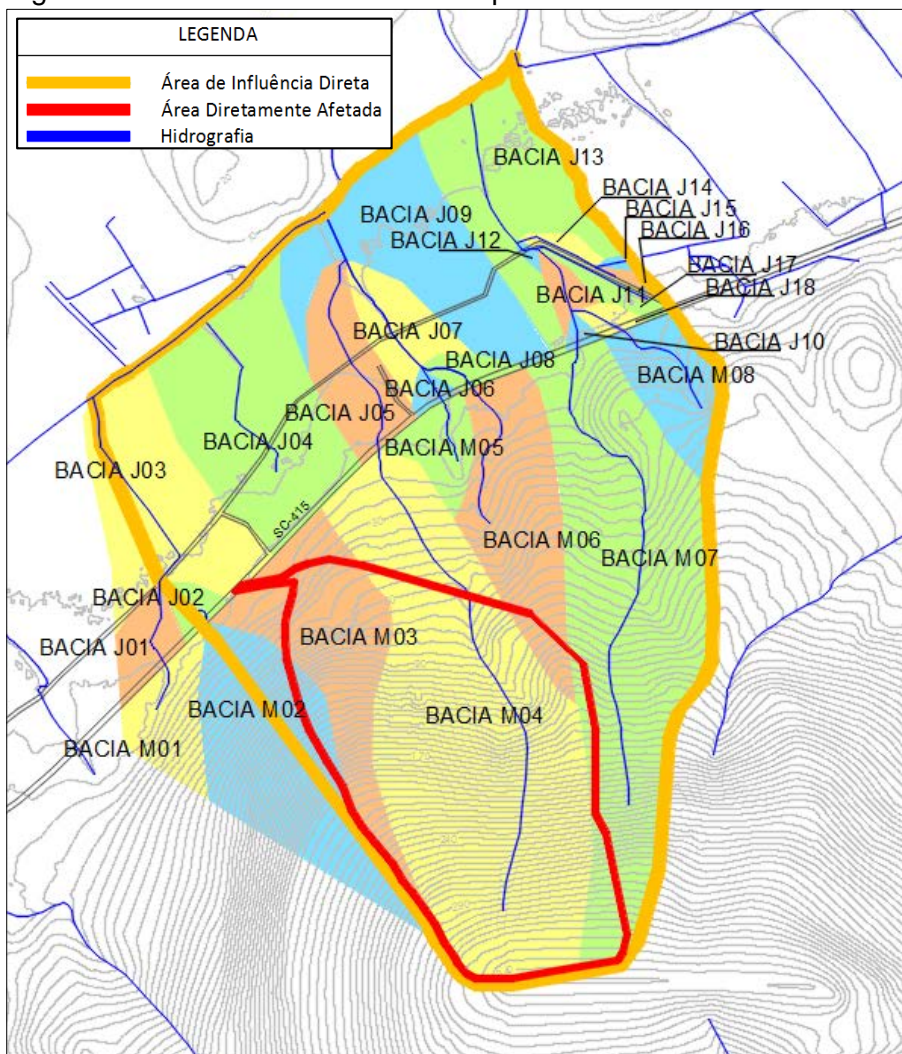 LEGENDA
Área de Influência Direta
Área Diretamente Afetada
Hidrografia
BACIA J13
BACIA J14
BACIA J15
BACIA J16
BACIA J09
BACIA J12
BACIA J17
BACIA J18
BACIA J11
BACIA J07
BACIA J10
BACIA J08
BACIA M08
BACIA J06
BACIA J05
BACIA J04
BACIA M05
BACIA J03
SC-415
BACIA M06
BACIA M07
BACIA J02
BACIA M03
BACIA J01
BACIA M02
BACIA M04
BACIA M01